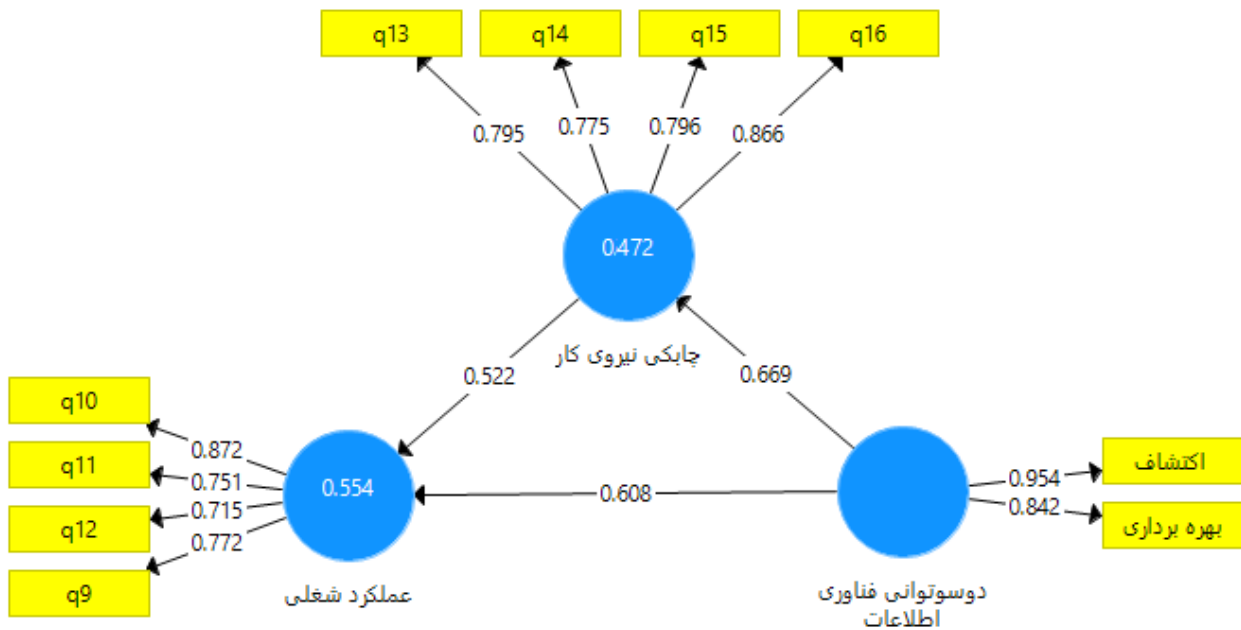 q13
q14
q15
q16
0.795
0.775
0.796
0.866
0.472
چابکی نیروی کار
0.522
0.669
q10
q11
q12
q9
0.872
0.751
0.715
0.772
0.554
عملکرد شغلی
0.608
دوسوتوانی فناوری
اطلاعات
0.954
0.842
اکتشاف
بهره برداری